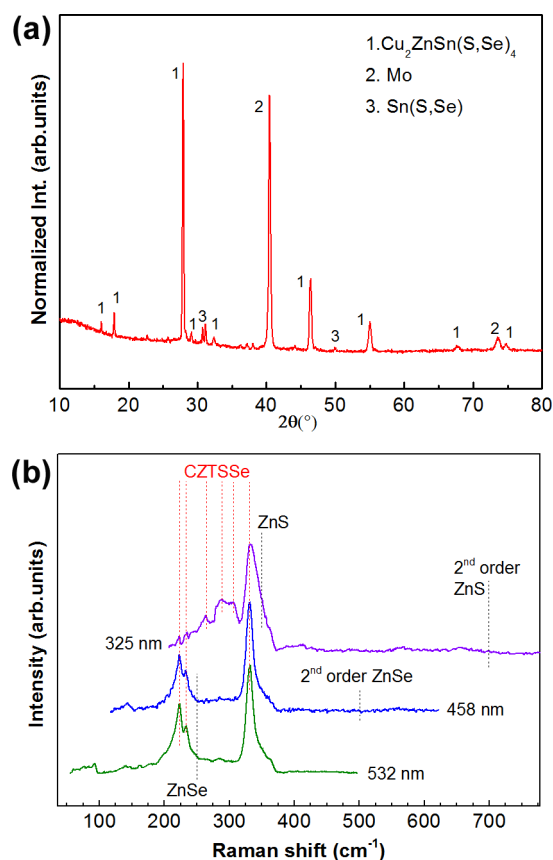 (a)
1.Cu₂ZnSn(S,Se)₄
2. Mo
3. Sn(S,Se)
1 1 1 1 3 1 2 1 3 1 1 2 1
Normalized Int. (arb.units)
10 20 30 40 50 60 70 80
2θ(°)
(b)
CZTSSe
ZnS
2ⁿᵈ order
ZnS
325 nm
2ⁿᵈ order ZnSe
458 nm
532 nm
ZnSe
Intensity (arb.units)
100 200 300 400 500 600 700
Raman shift (cm⁻¹)